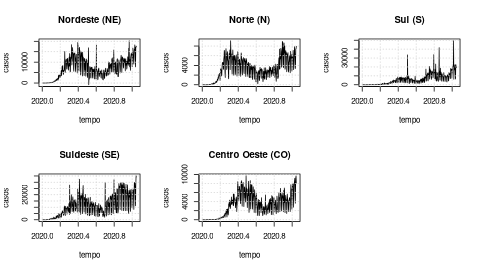 Nordeste (NE)
casos
0 10000
2020.0 2020.4 2020.8
tempo
Norte (N)
casos
0 4000
2020.0 2020.4 2020.8
tempo
Sul (S)
casos
0 30000
2020.0 2020.4 2020.8
tempo
Suldeste (SE)
casos
0 20000
2020.0 2020.4 2020.8
tempo
Centro Oeste (CO)
casos
0 4000 10000
2020.0 2020.4 2020.8
tempo